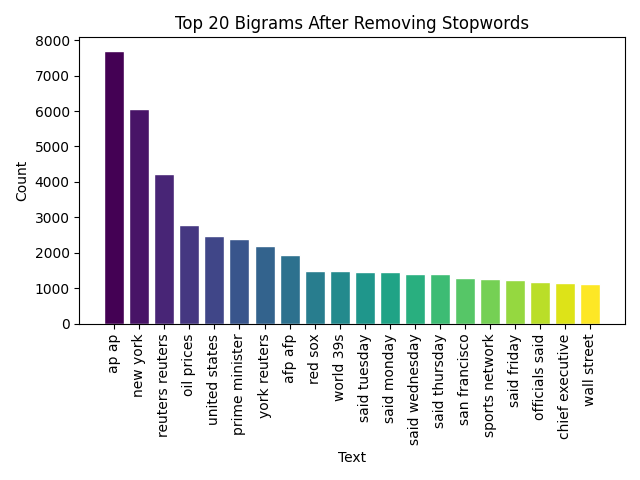 Top 20 Bigrams After Removing Stopwords
8000
7000
6000
5000
4000
3000
2000
1000
0
Count
ap ap
new york
reuters reuters
oil prices
united states
prime minister
york reuters
afp afp
red sox
world 39s
said tuesday
said monday
said wednesday
said thursday
san francisco
sports network
said friday
officials said
chief executive
wall street
Text